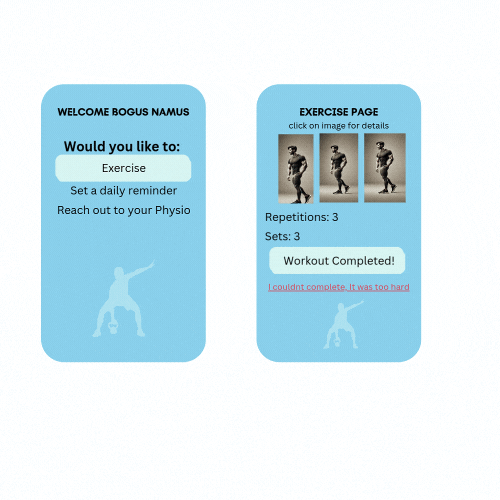 WELCOME BOGUS NAMUS
Would you like to:
Exercise
Set a daily reminder
Reach out to your Physio
EXERCISE PAGE
click on image for details
Repetitions: 3
Sets: 3
Workout Completed!
I couldnt complete, It was too hard